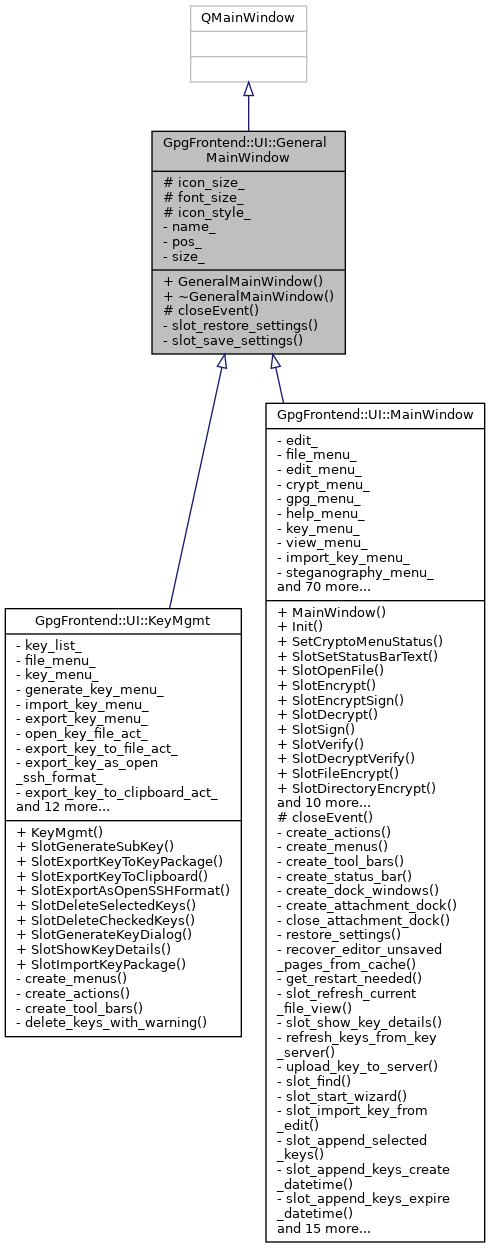 QMainWindow
GpgFrontend::UI::General
MainWindow
# icon_size_
# font_size_
# icon_style_
- name_
- pos_
- size_
+ GeneralMainWindow()
+ ~GeneralMainWindow()
# closeEvent()
- slot_restore_settings()
- slot_save_settings()
GpgFrontend::UI::MainWindow
- edit_
- file_menu_
- edit_menu_
- crypt_menu_
- gpg_menu_
- help_menu_
- key_menu_
- view_menu_
- import_key_menu_
- steganography_menu_
and 70 more...
+ MainWindow()
+ Init()
+ SetCryptoMenuStatus()
+ SlotSetStatusBarText()
+ SlotOpenFile()
+ SlotEncrypt()
+ SlotEncryptSign()
+ SlotDecrypt()
+ SlotSign()
+ SlotVerify()
+ SlotDecryptVerify()
+ SlotFileEncrypt()
+ SlotDirectoryEncrypt()
and 10 more...
# closeEvent()
- create_actions()
- create_menus()
- create_tool_bars()
- create_status_bar()
- create_dock_windows()
- create_attachment_dock()
- close_attachment_dock()
- restore_settings()
- recover_editor_unsaved
_pages_from_cache()
- get_restart_needed()
- slot_refresh_current
_file_view()
- slot_show_key_details()
- refresh_keys_from_key
_server()
- upload_key_to_server()
- slot_find()
- slot_start_wizard()
- slot_import_key_from
_edit()
- slot_append_selected
_keys()
- slot_append_keys_create
_datetime()
- slot_append_keys_expire
_datetime()
and 15 more...
GpgFrontend::UI::KeyMgmt
- key_list_
- file_menu_
- key_menu_
- generate_key_menu_
- import_key_menu_
- export_key_menu_
- open_key_file_act_
- export_key_to_file_act_
- export_key_as_open
_ssh_format_
- export_key_to_clipboard_act_
and 12 more...
+ KeyMgmt()
+ SlotGenerateSubKey()
+ SlotExportKeyToKeyPackage()
+ SlotExportKeyToClipboard()
+ SlotExportAsOpenSSHFormat()
+ SlotDeleteSelectedKeys()
+ SlotDeleteCheckedKeys()
+ SlotGenerateKeyDialog()
+ SlotShowKeyDetails()
+ SlotImportKeyPackage()
- create_menus()
- create_actions()
- create_tool_bars()
- delete_keys_with_warning()